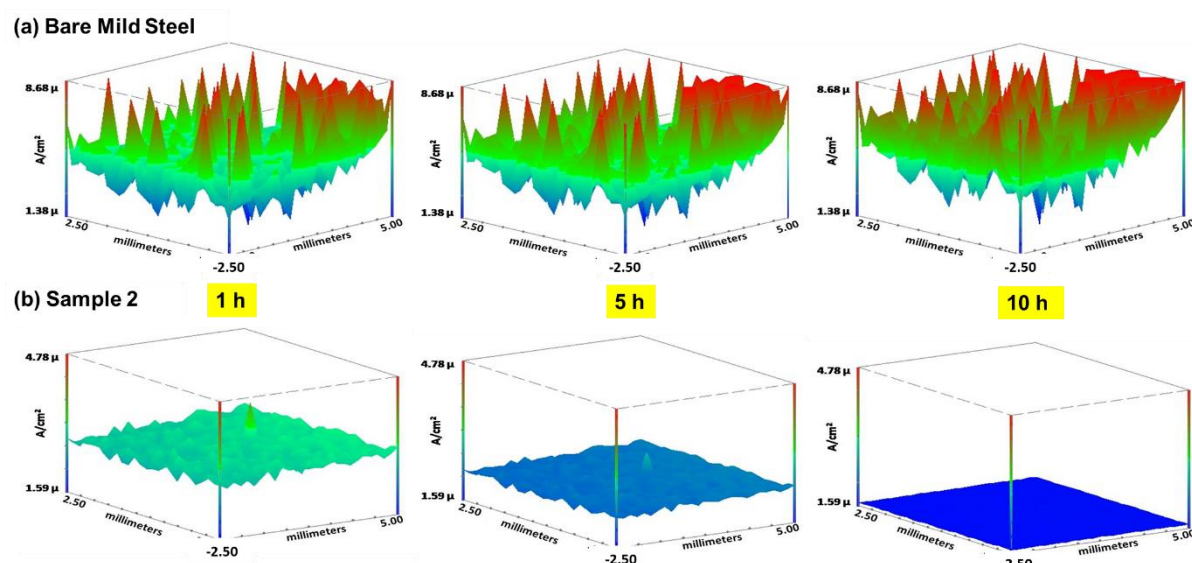 (a) Bare Mild Steel
8.68 µ
A/cm²
1.38 µ
2.50
millimeters
-2.50
millimeters
5.00
8.68 µ
A/cm²
1.38 µ
2.50
millimeters
-2.50
millimeters
5.00
8.68 µ
A/cm²
1.38 µ
2.50
millimeters
-2.50
millimeters
5.00
(b) Sample 2
1 h
5 h
10 h
4.78 µ
A/cm²
1.59 µ
2.50
millimeters
-2.50
millimeters
5.00
4.78 µ
A/cm²
1.59 µ
2.50
millimeters
-2.50
millimeters
5.00
4.78 µ
A/cm²
1.59 µ
2.50
millimeters
millimeters
5.00